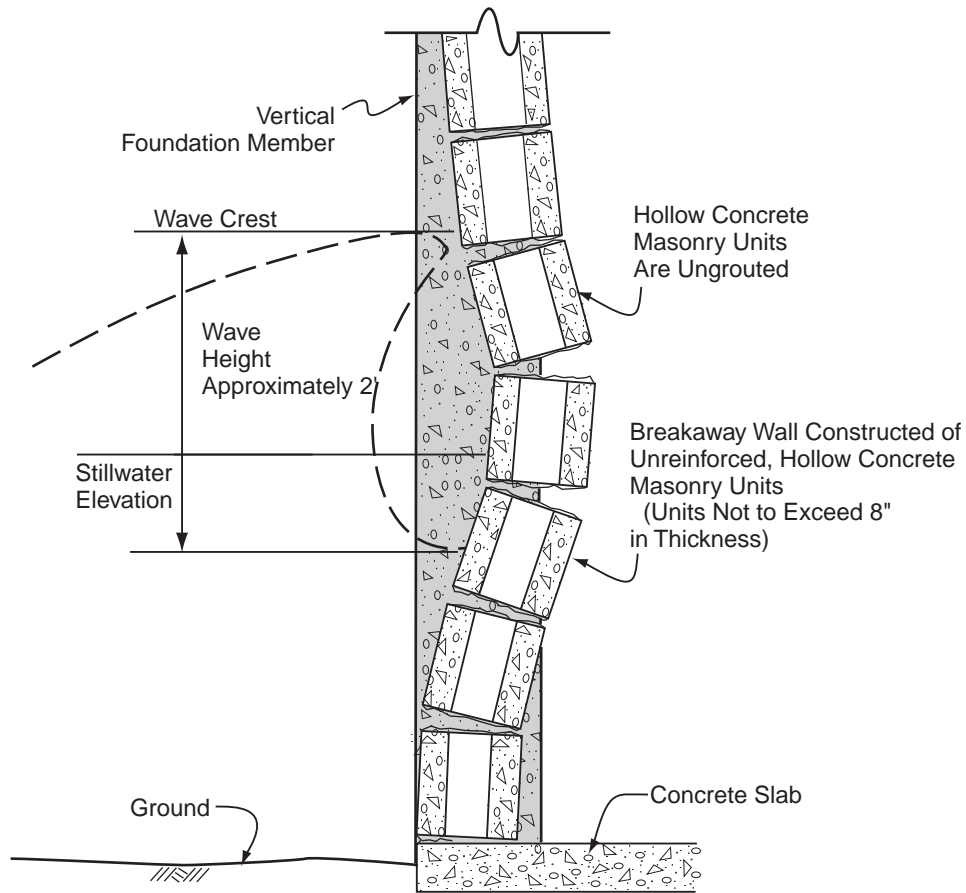 Vertical
Foundation Member
Wave Crest
Hollow Concrete
Masonry Units
Are Ungrouted
Wave
Height
Approximately 2'
Breakaway Wall Constructed of
Unreinforced, Hollow Concrete
Masonry Units
(Units Not to Exceed 8"
in Thickness)
Stillwater
Elevation
Ground
Concrete Slab